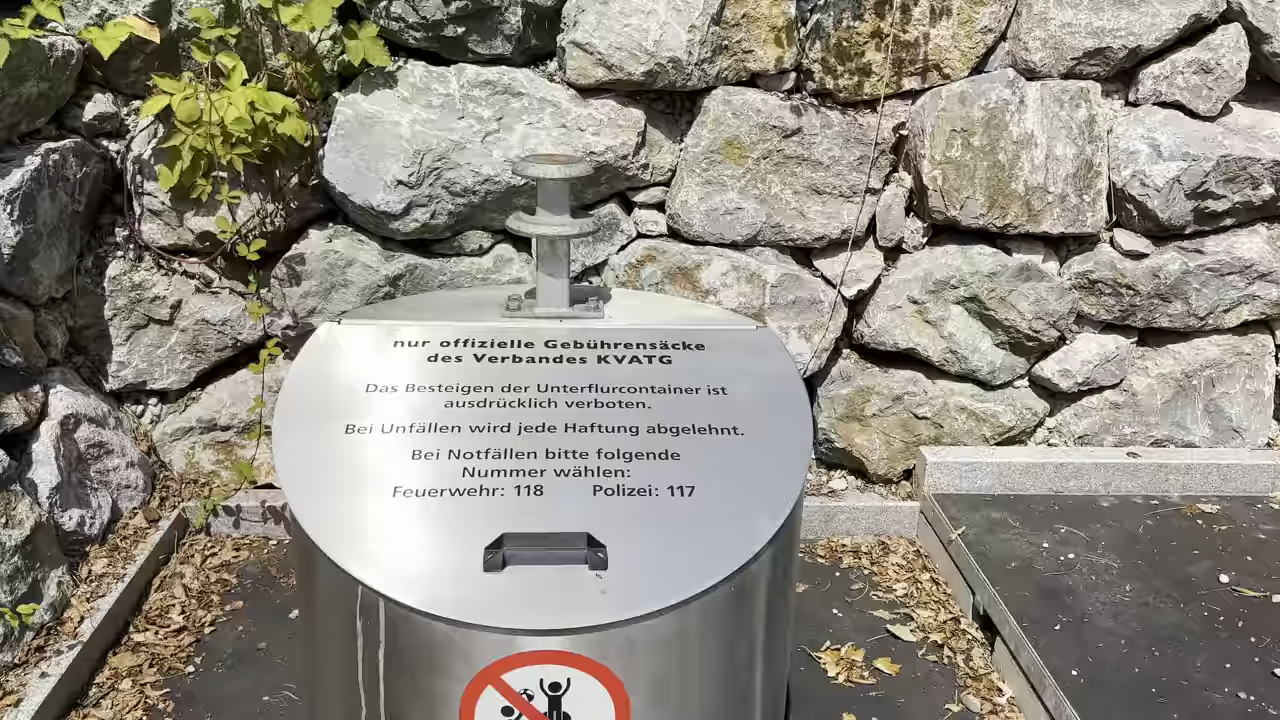 nur offizielle Gebührensäcke
des Verbandes KVATG
Das Besteigen der Unterflurcontainer ist
ausdrücklich verboten.
Bei Unfällen wird jede Haftung abgelehnt.
Bei Notfällen bitte folgende
Nummer wählen:
Feuerwehr: 118 Polizei: 117